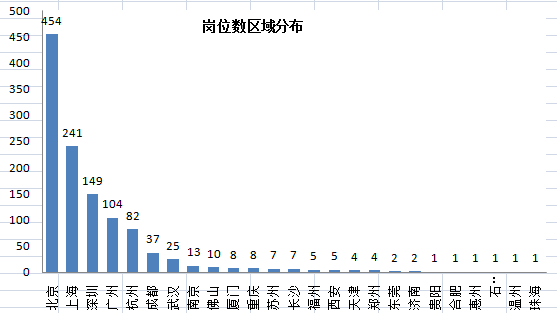 岗位数区域分布
500
450
400
350
300
250
200
150
100
50
0
454
241
149
104
82
37
25
13
10
8
8
7
7
5
5
4
4
2
2
1
1
1
1
1
1
北京
上海
深圳
广州
杭州
成都
武汉
南京
佛山
厦门
重庆
苏州
长沙
福州
西安
天津
郑州
东莞
济南
贵阳
合肥
惠州
石…
温州
珠海